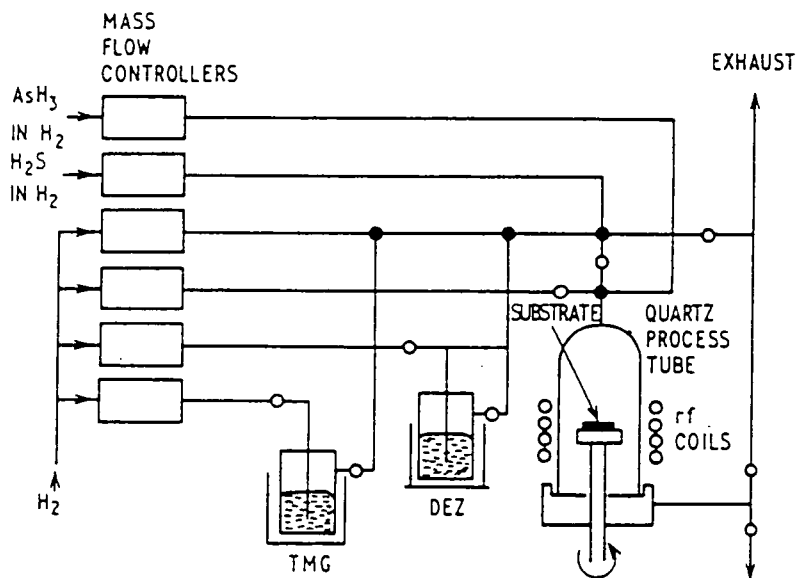 MASS
FLOW
CONTROLLERS
EXHAUST
AsH₃
IN H₂
H₂S
IN H₂
SUBSTRATE
QUARTZ
PROCESS
TUBE
rf
COILS
H₂
TMG
DEZ